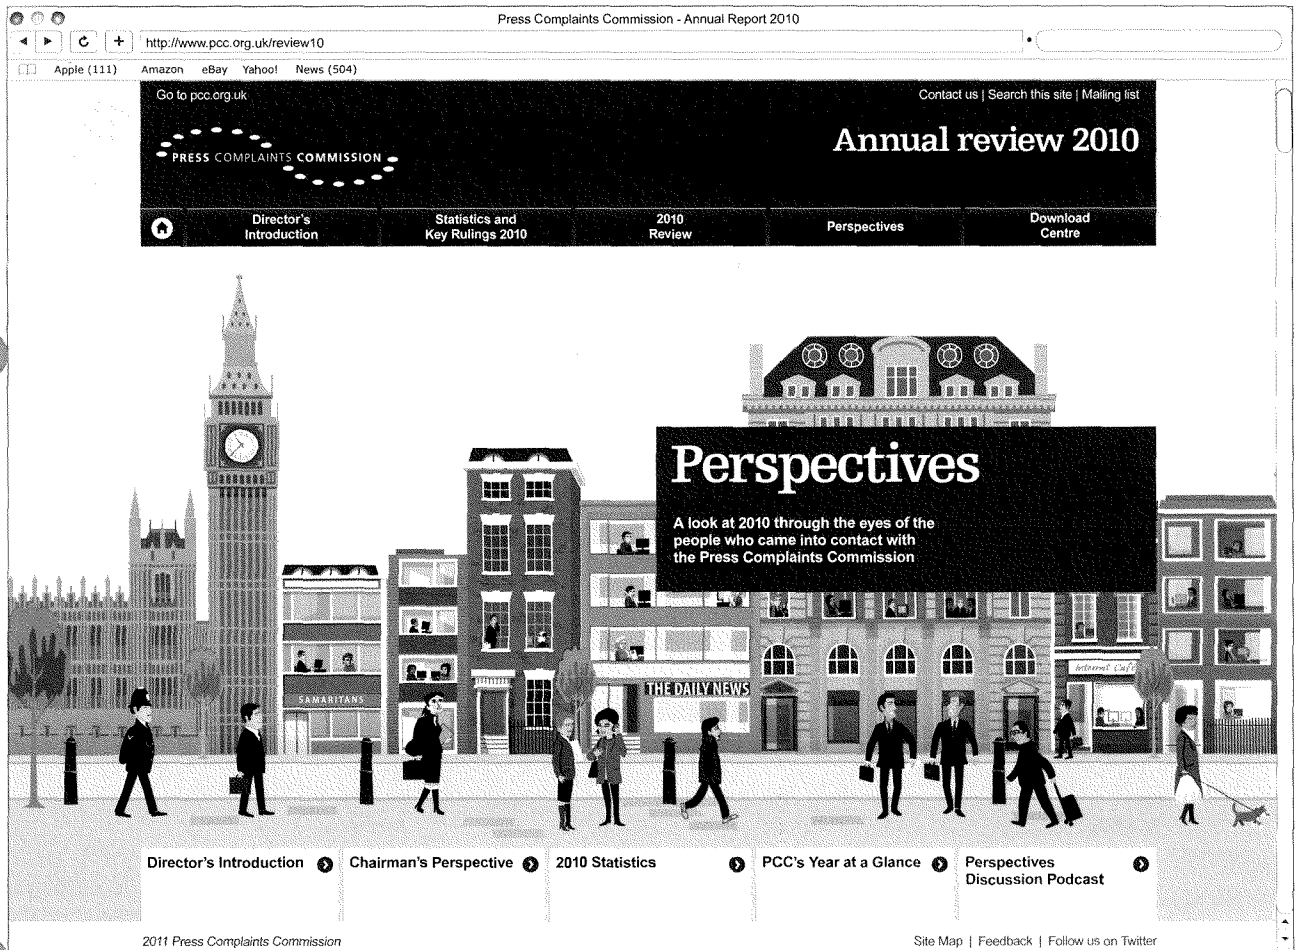 Press Complaints Commission - Annual Report 2010
http://www.pcc.org.uk/review10
Apple (111) Amazon eBay Yahoo! News (504)
Go to pcc.org.uk
Contact us | Search this site | Mailing list
PRESS COMPLAINTS COMMISSION
Annual review 2010
Director's
Introduction
Statistics and
Key Rulings 2010
2010
Review
Perspectives
Download
Centre
Perspectives
A look at 2010 through the eyes of the
people who came into contact with
the Press Complaints Commission
SAMARITANS
THE DAILY NEWS
Internet Café
Director's Introduction
Chairman's Perspective
2010 Statistics
PCC's Year at a Glance
Perspectives
Discussion Podcast
2011 Press Complaints Commission
Site Map | Feedback | Follow us on Twitter